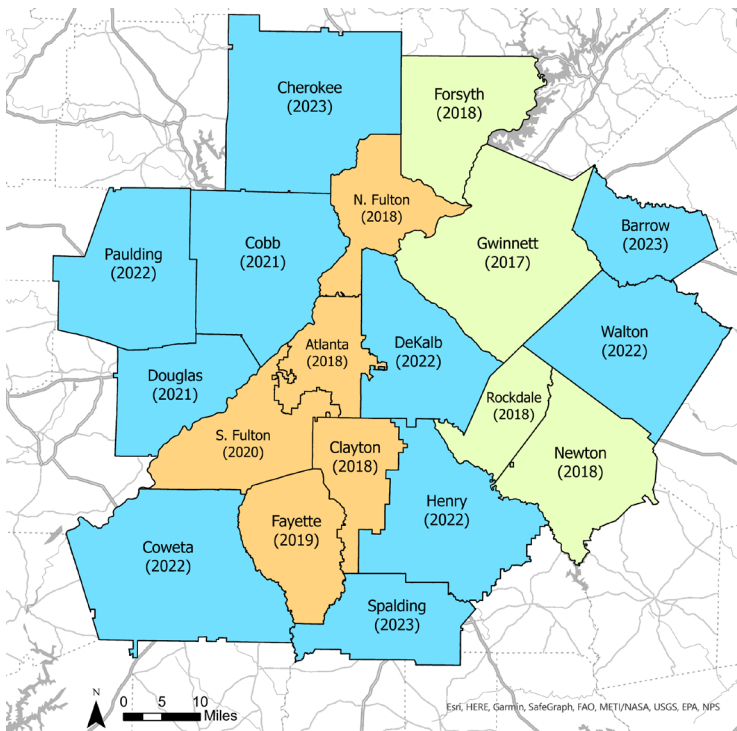 Cherokee
(2023)
Forsyth
(2018)
N. Fulton
(2018)
Barrow
(2023)
Gwinnett
(2017)
Cobb
(2021)
Paulding
(2022)
Walton
(2022)
Atlanta
(2018)
DeKalb
(2022)
Douglas
(2021)
Rockdale
(2018)
S. Fulton
(2020)
Clayton
(2018)
Newton
(2018)
Henry
(2022)
Fayette
(2019)
Coweta
(2022)
Spalding
(2023)
N
0 5 10
Miles
Esri, HERE, Garmin, SafeGraph, FAO, METI/NASA, USGS, EPA, NPS